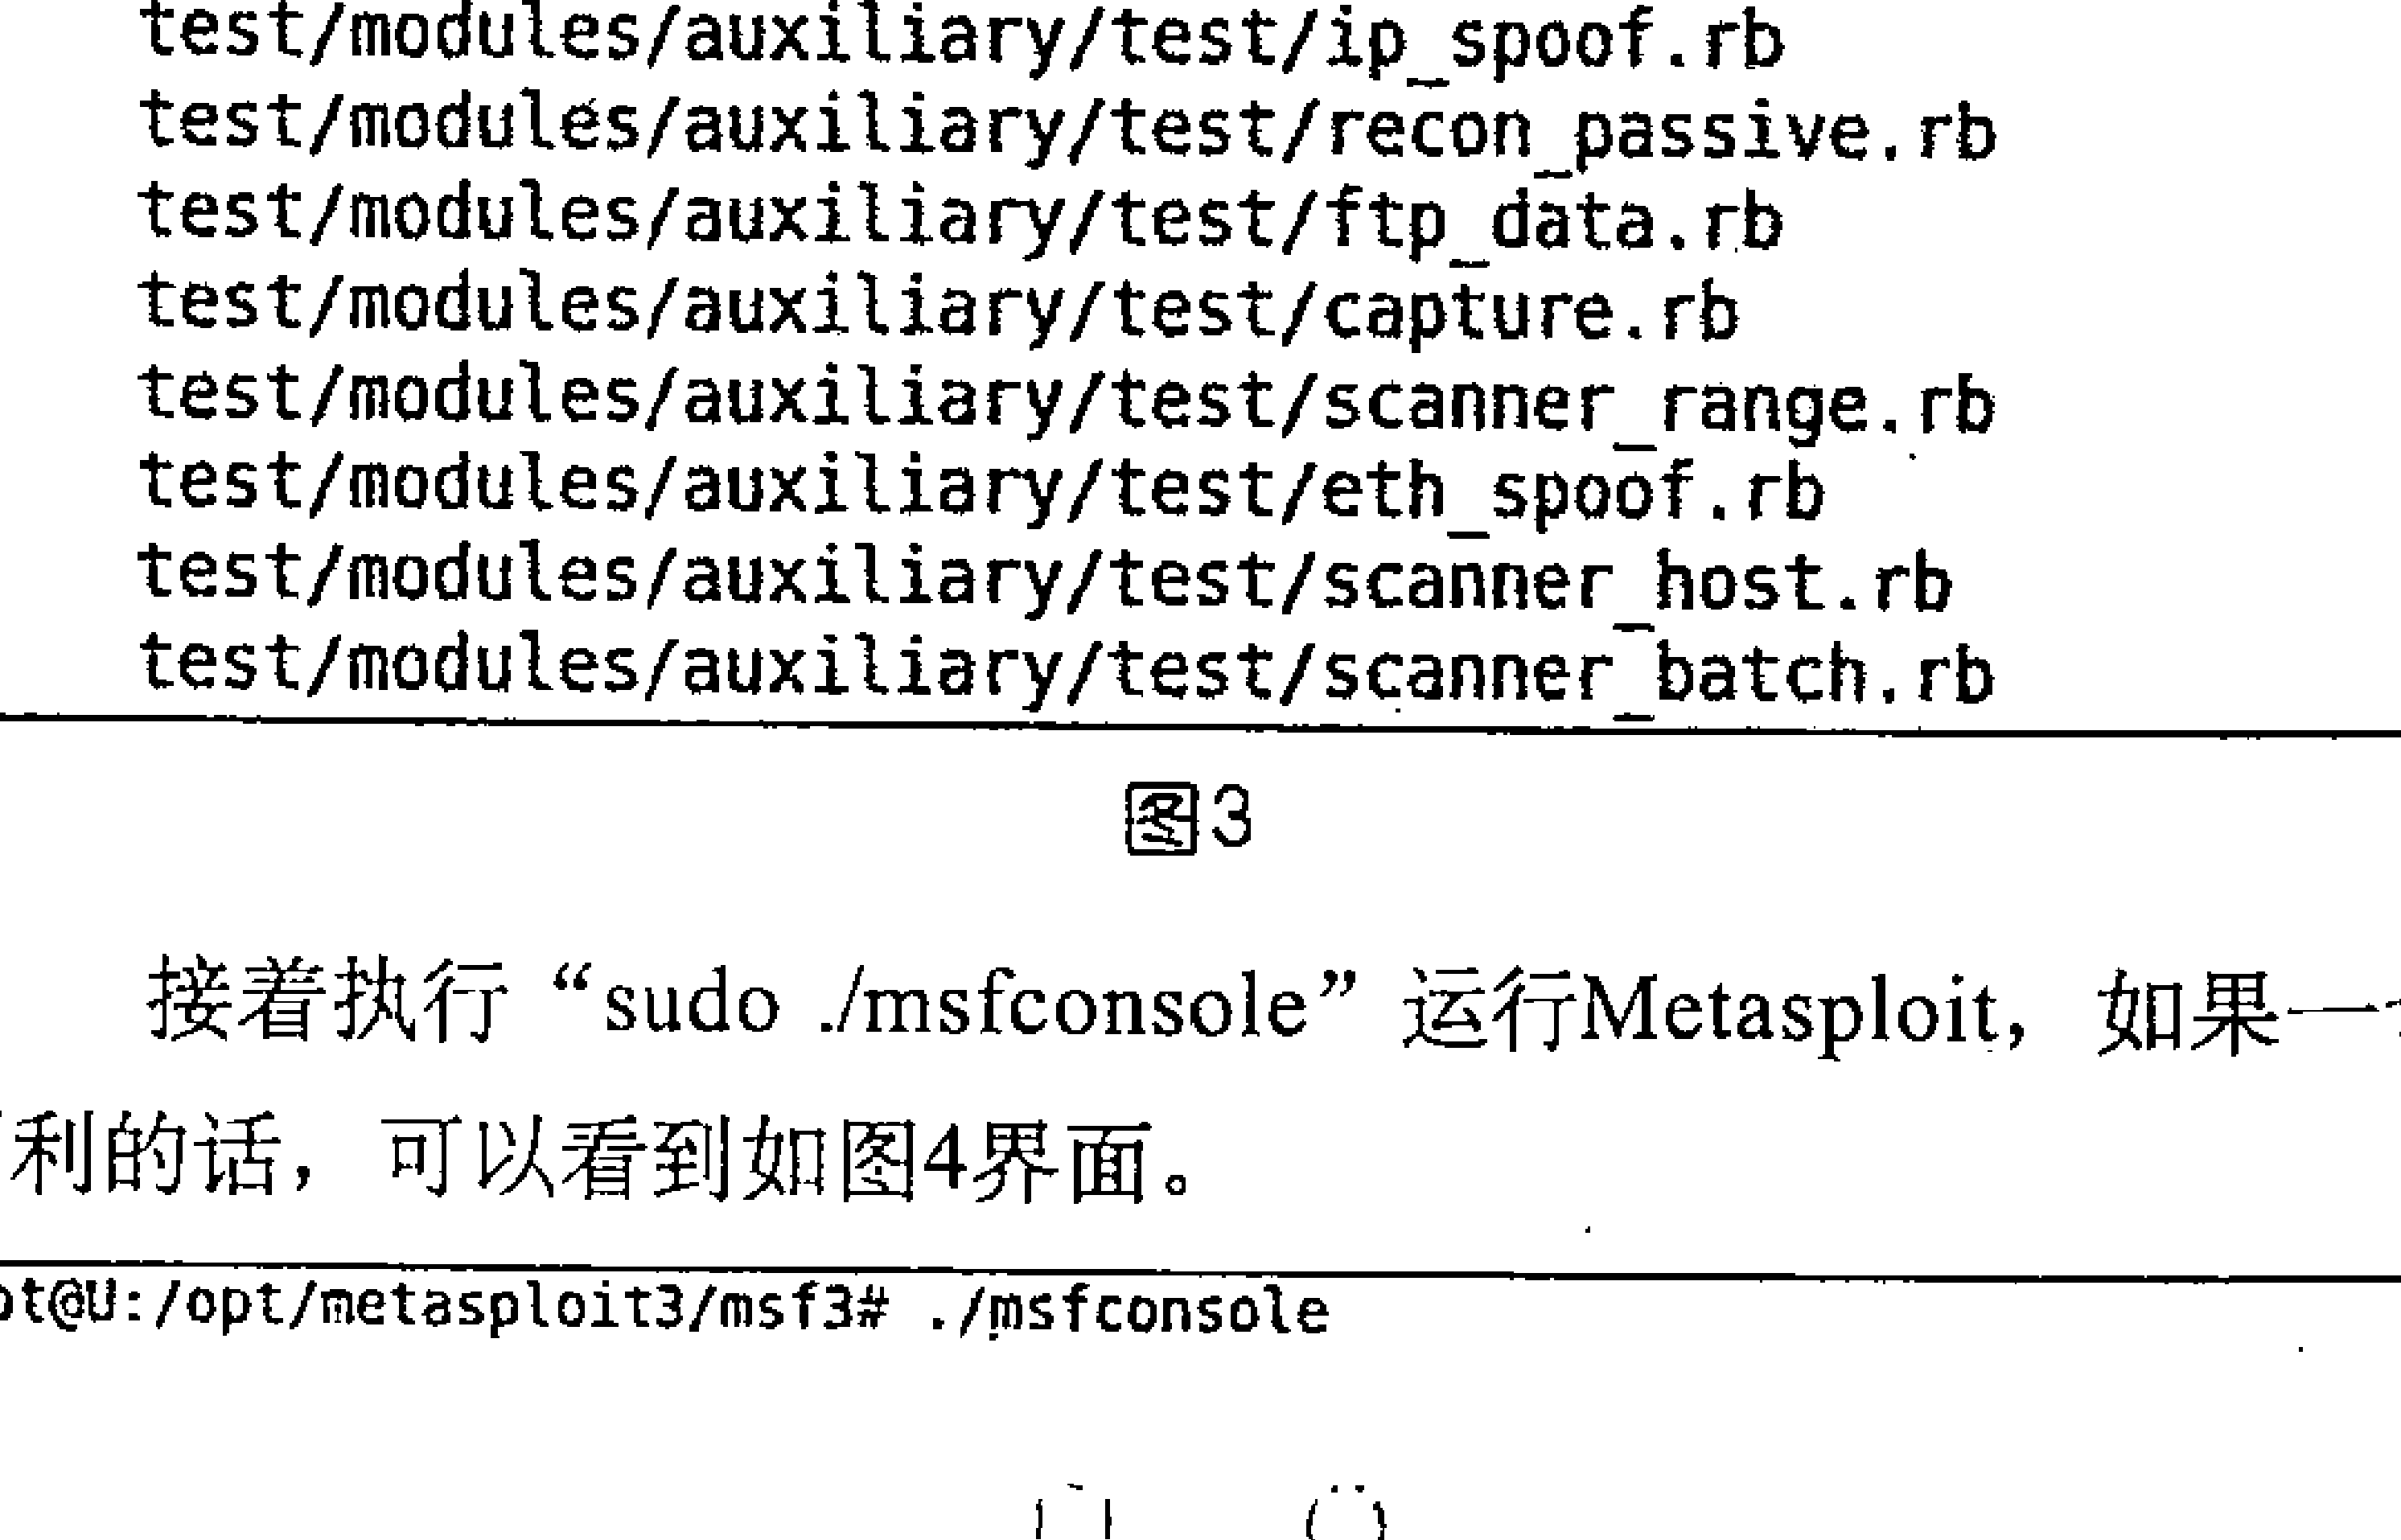 test/modules/auxiliary/test/ip_spoof.rb
test/modules/auxiliary/test/recon_passive.rb
test/modules/auxiliary/test/ftp_data.rb
test/modules/auxiliary/test/capture.rb
test/modules/auxiliary/test/scanner_range.rb
test/modules/auxiliary/test/eth_spoof.rb
test/modules/auxiliary/test/scanner_host.rb
test/modules/auxiliary/test/scanner_batch.rb
图3
接着执行“sudo ./msfconsole”运行Metasploit，如果一
利的话，可以看到如图4界面。
ot@U:/opt/metasploit3/msf3# ./msfconsole